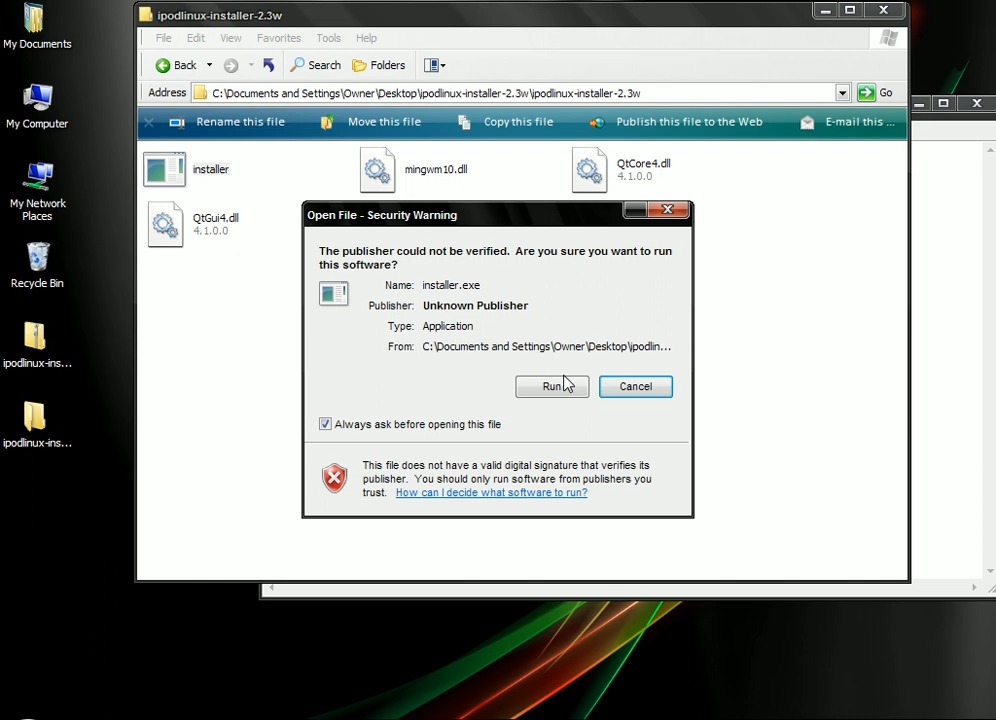 My Documents
My Computer
My Network
Places
Recycle Bin
ipodlinux-ins...
ipodlinux-ins...
ipodlinux-installer-2.3w
File Edit View Favorites Tools Help
Back Search Folders
Address C:\Documents and Settings\Owner\Desktop\ipodlinux-installer-2.3w\ipodlinux-installer-2.3w Go
Rename this file Move this file Copy this file Publish this file to the Web E-mail this ...
installer
mingwm10.dll
QtCore4.dll
4.1.0.0
QtGui4.dll
4.1.0.0
Open File - Security Warning
The publisher could not be verified. Are you sure you want to run
this software?
Name: installer.exe
Publisher: Unknown Publisher
Type: Application
From: C:\Documents and Settings\Owner\Desktop\ipodlin...
Run Cancel
Always ask before opening this file
This file does not have a valid digital signature that verifies its
publisher. You should only run software from publishers you
trust. How can I decide what software to run?